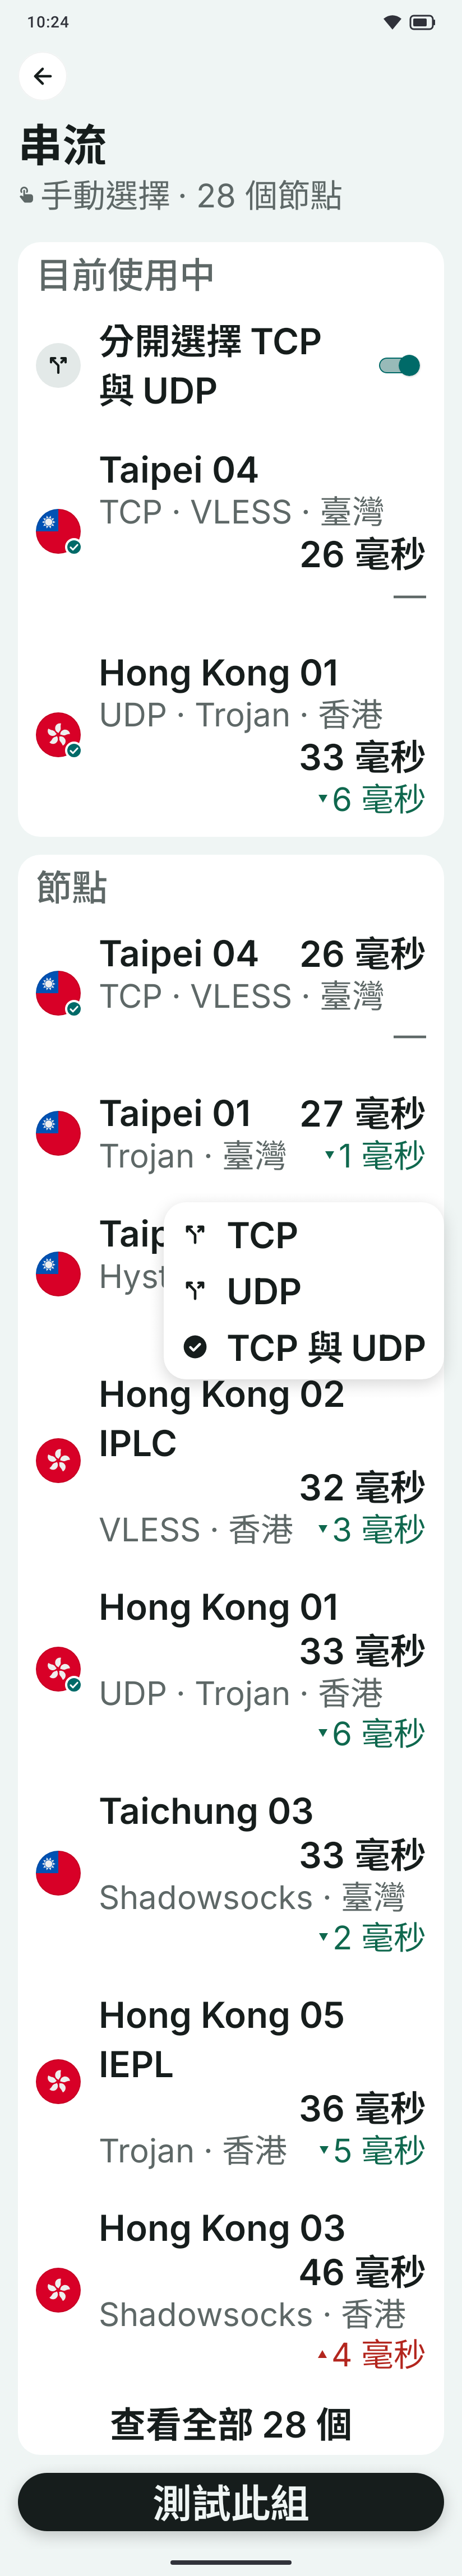 10:24
串流
手動選擇 · 28 個節點
目前使用中
分開選擇 TCP
與 UDP
Taipei 04
TCP · VLESS · 臺灣
26 毫秒
—
Hong Kong 01
UDP · Trojan · 香港
33 毫秒
▼6 毫秒
節點
Taipei 04 26 毫秒
TCP · VLESS · 臺灣
—
Taipei 01 27 毫秒
Trojan · 臺灣 ▼1 毫秒
TCP
UDP
TCP 與 UDP
Hong Kong 02
IPLC
32 毫秒
VLESS · 香港 ▼3 毫秒
Hong Kong 01
33 毫秒
UDP · Trojan · 香港
▼6 毫秒
Taichung 03
33 毫秒
Shadowsocks · 臺灣
▼2 毫秒
Hong Kong 05
IEPL
36 毫秒
Trojan · 香港 ▼5 毫秒
Hong Kong 03
46 毫秒
Shadowsocks · 香港
▲4 毫秒
查看全部 28 個
測試此組